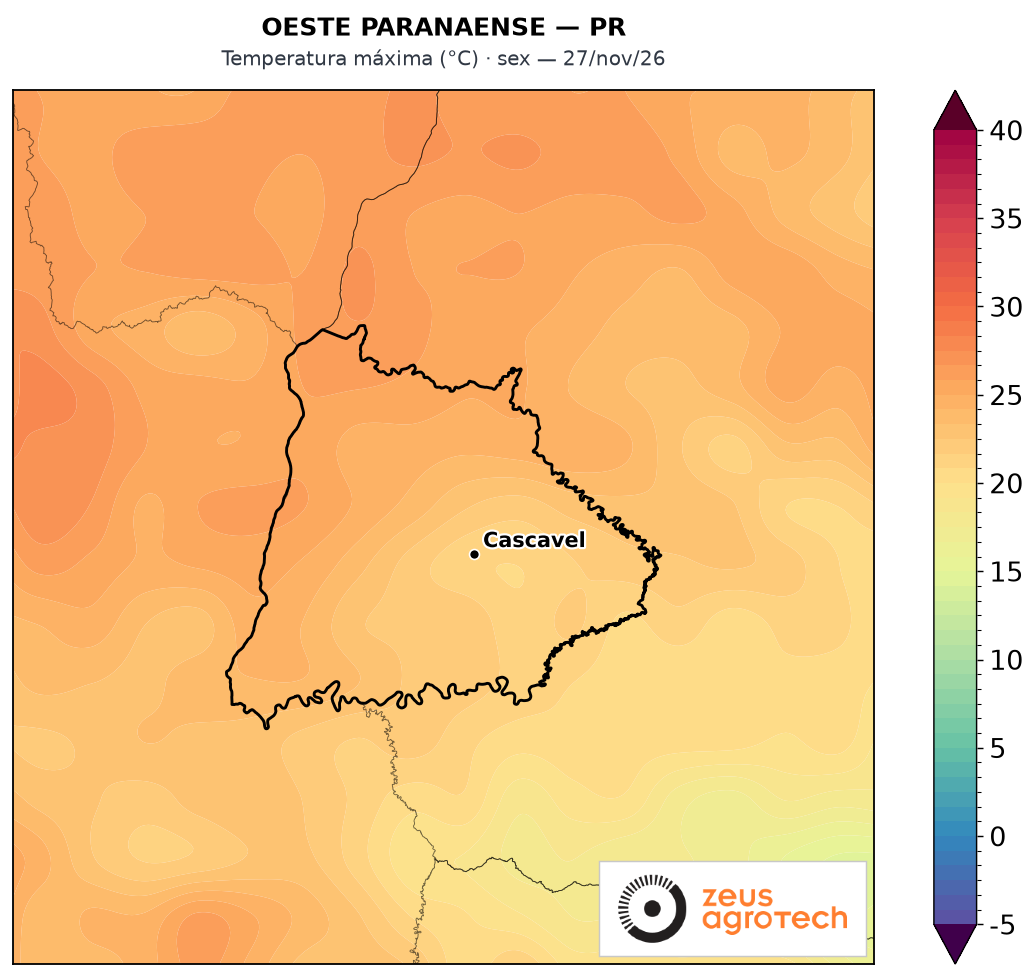 OESTE PARANAENSE — PR
Temperatura máxima (°C) · sex — 27/nov/26
40
35
30
25
20
15
10
5
0
-5
Cascavel
zeus
agrotech